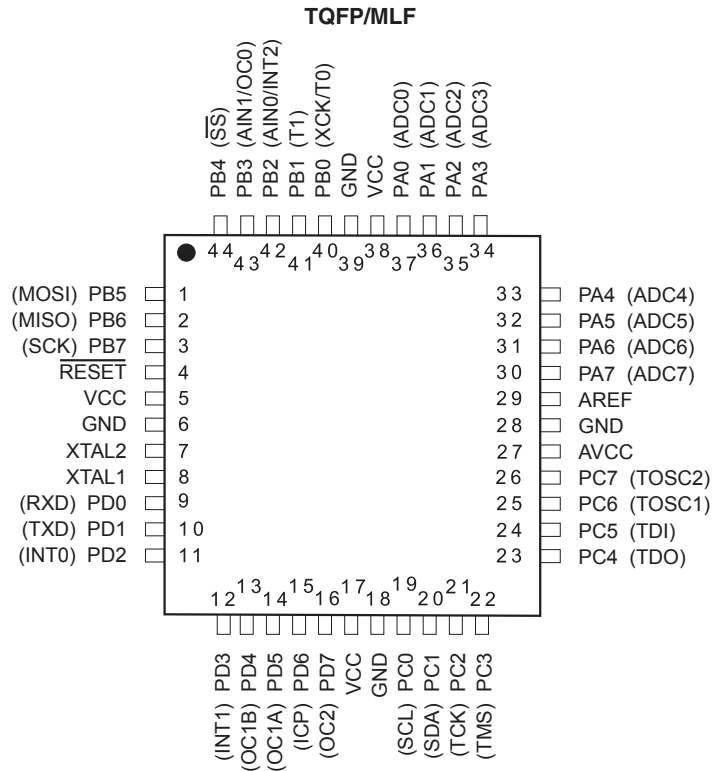 TQFP/MLF
PB4 (SS)
PB3 (AIN1/OC0)
PB2 (AIN0/INT2)
PB1 (T1)
PB0 (XCK/T0)
GND
VCC
PA0 (ADC0)
PA1 (ADC1)
PA2 (ADC2)
PA3 (ADC3)
44 43 42 41 40 39 38 37 36 35 34
(MOSI) PB5 1
(MISO) PB6 2
(SCK) PB7 3
RESET 4
VCC 5
GND 6
XTAL2 7
XTAL1 8
(RXD) PD0 9
(TXD) PD1 10
(INT0) PD2 11
33 PA4 (ADC4)
32 PA5 (ADC5)
31 PA6 (ADC6)
30 PA7 (ADC7)
29 AREF
28 GND
27 AVCC
26 PC7 (TOSC2)
25 PC6 (TOSC1)
24 PC5 (TDI)
23 PC4 (TDO)
12 13 14 15 16 17 18 19 20 21 22
(INT1) PD3
(OC1B) PD4
(OC1A) PD5
(ICP) PD6
(OC2) PD7
VCC
GND
(SCL) PC0
(SDA) PC1
(TCK) PC2
(TMS) PC3